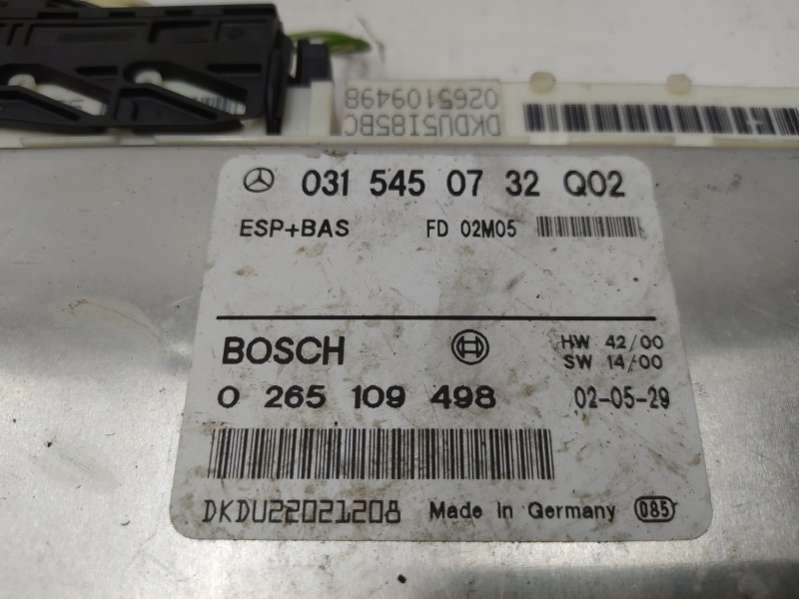 0265109498
DKDU5I85BC
031 545 07 32 Q02
ESP+BAS FD 02M05
BOSCH HW 42/00
SW 14/00
0 265 109 498 02-05-29
DKDU22021208 Made in Germany 085